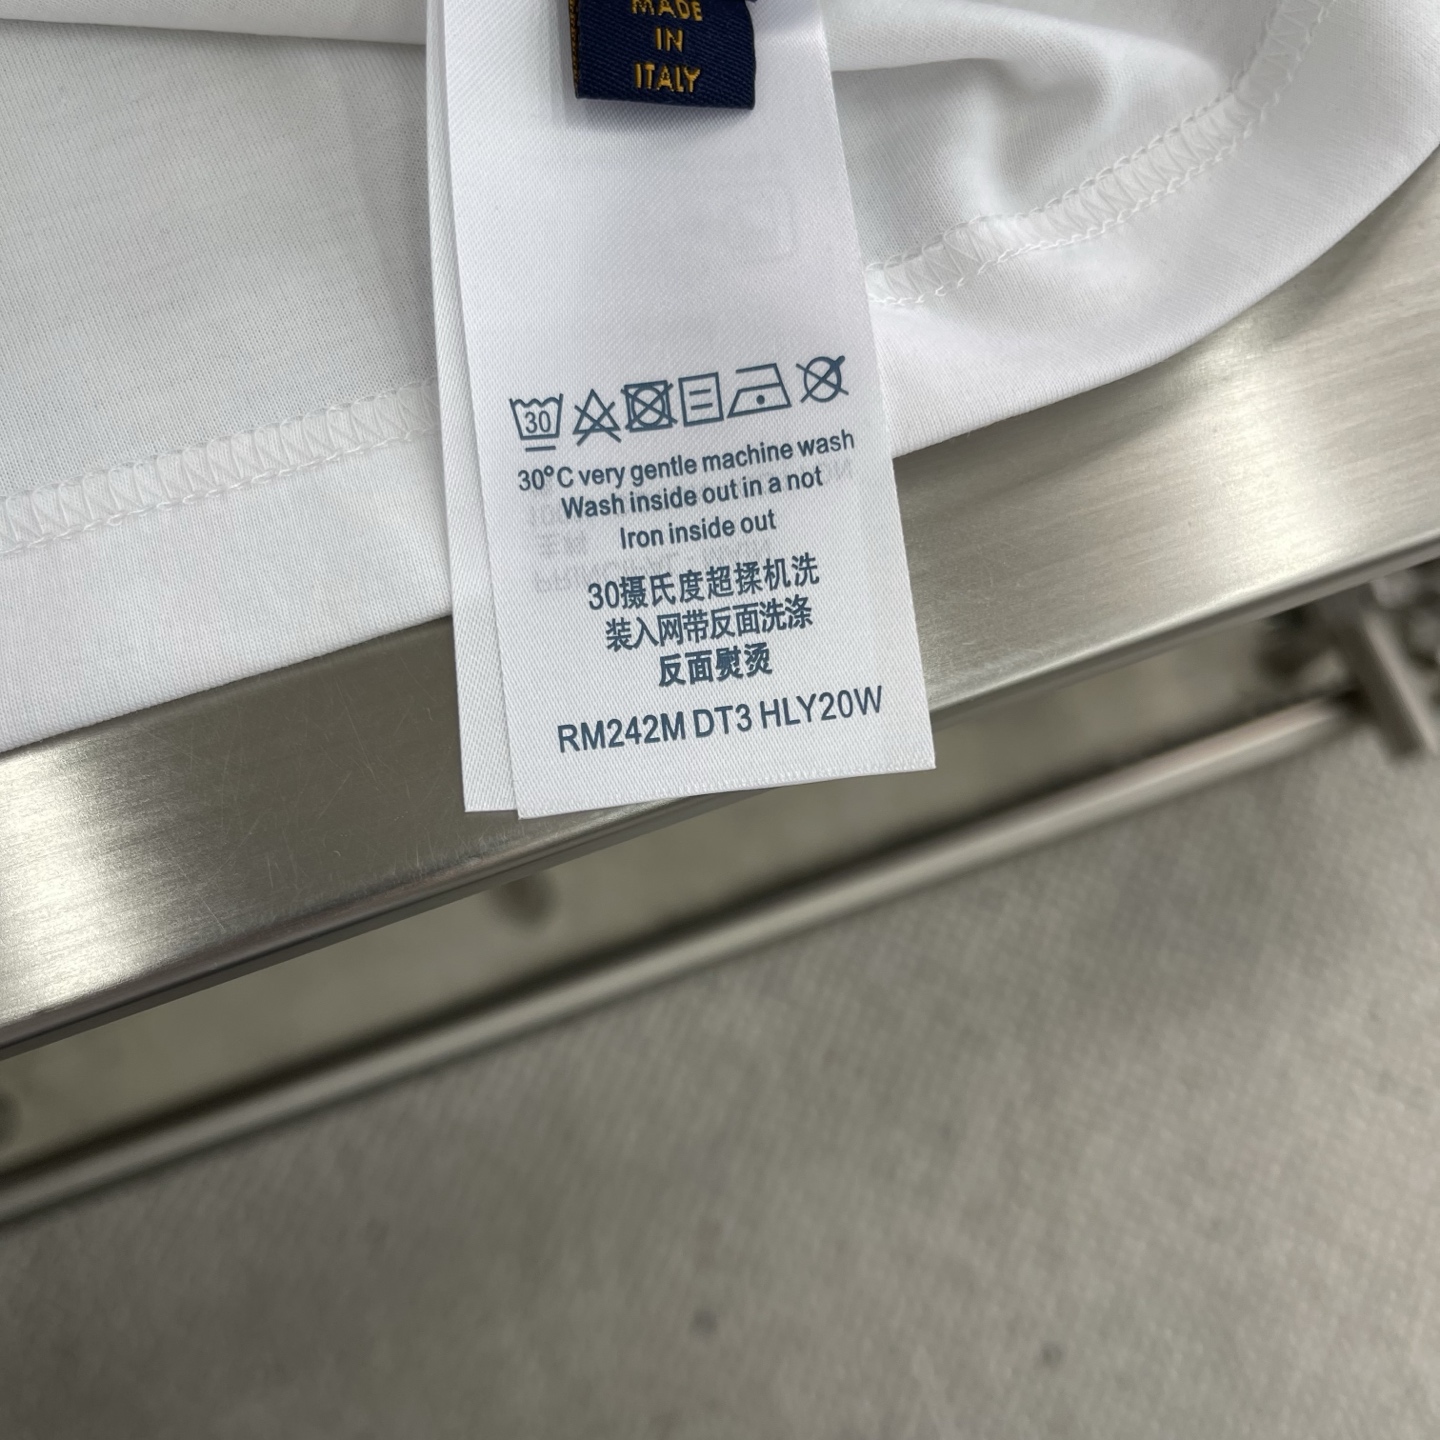 MADE
IN
ITALY
30
30°C very gentle machine wash
Wash inside out in a not
Iron inside out
30摄氏度超揉机洗
装入网带反面洗涤
反面熨烫
RM242M DT3 HLY20W